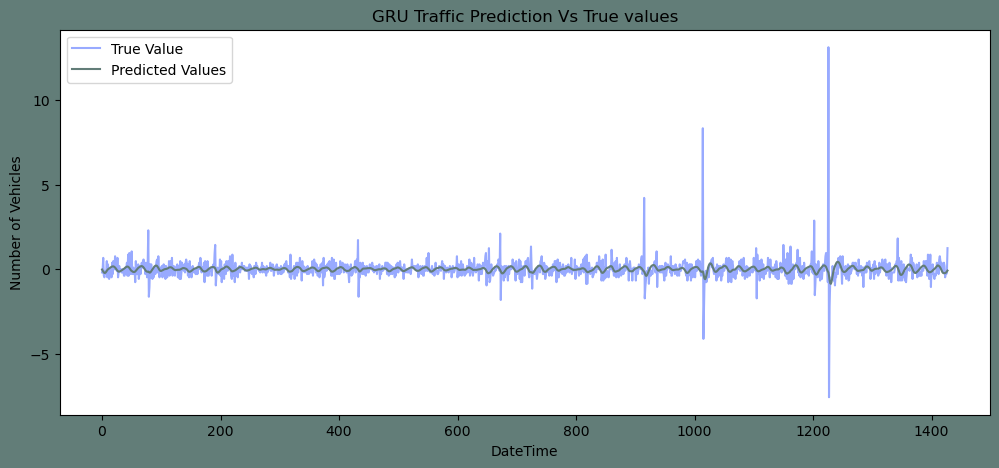 GRU Traffic Prediction Vs True values
True Value
Predicted Values
Number of Vehicles
10
5
0
−5
0 200 400 600 800 1000 1200 1400
DateTime